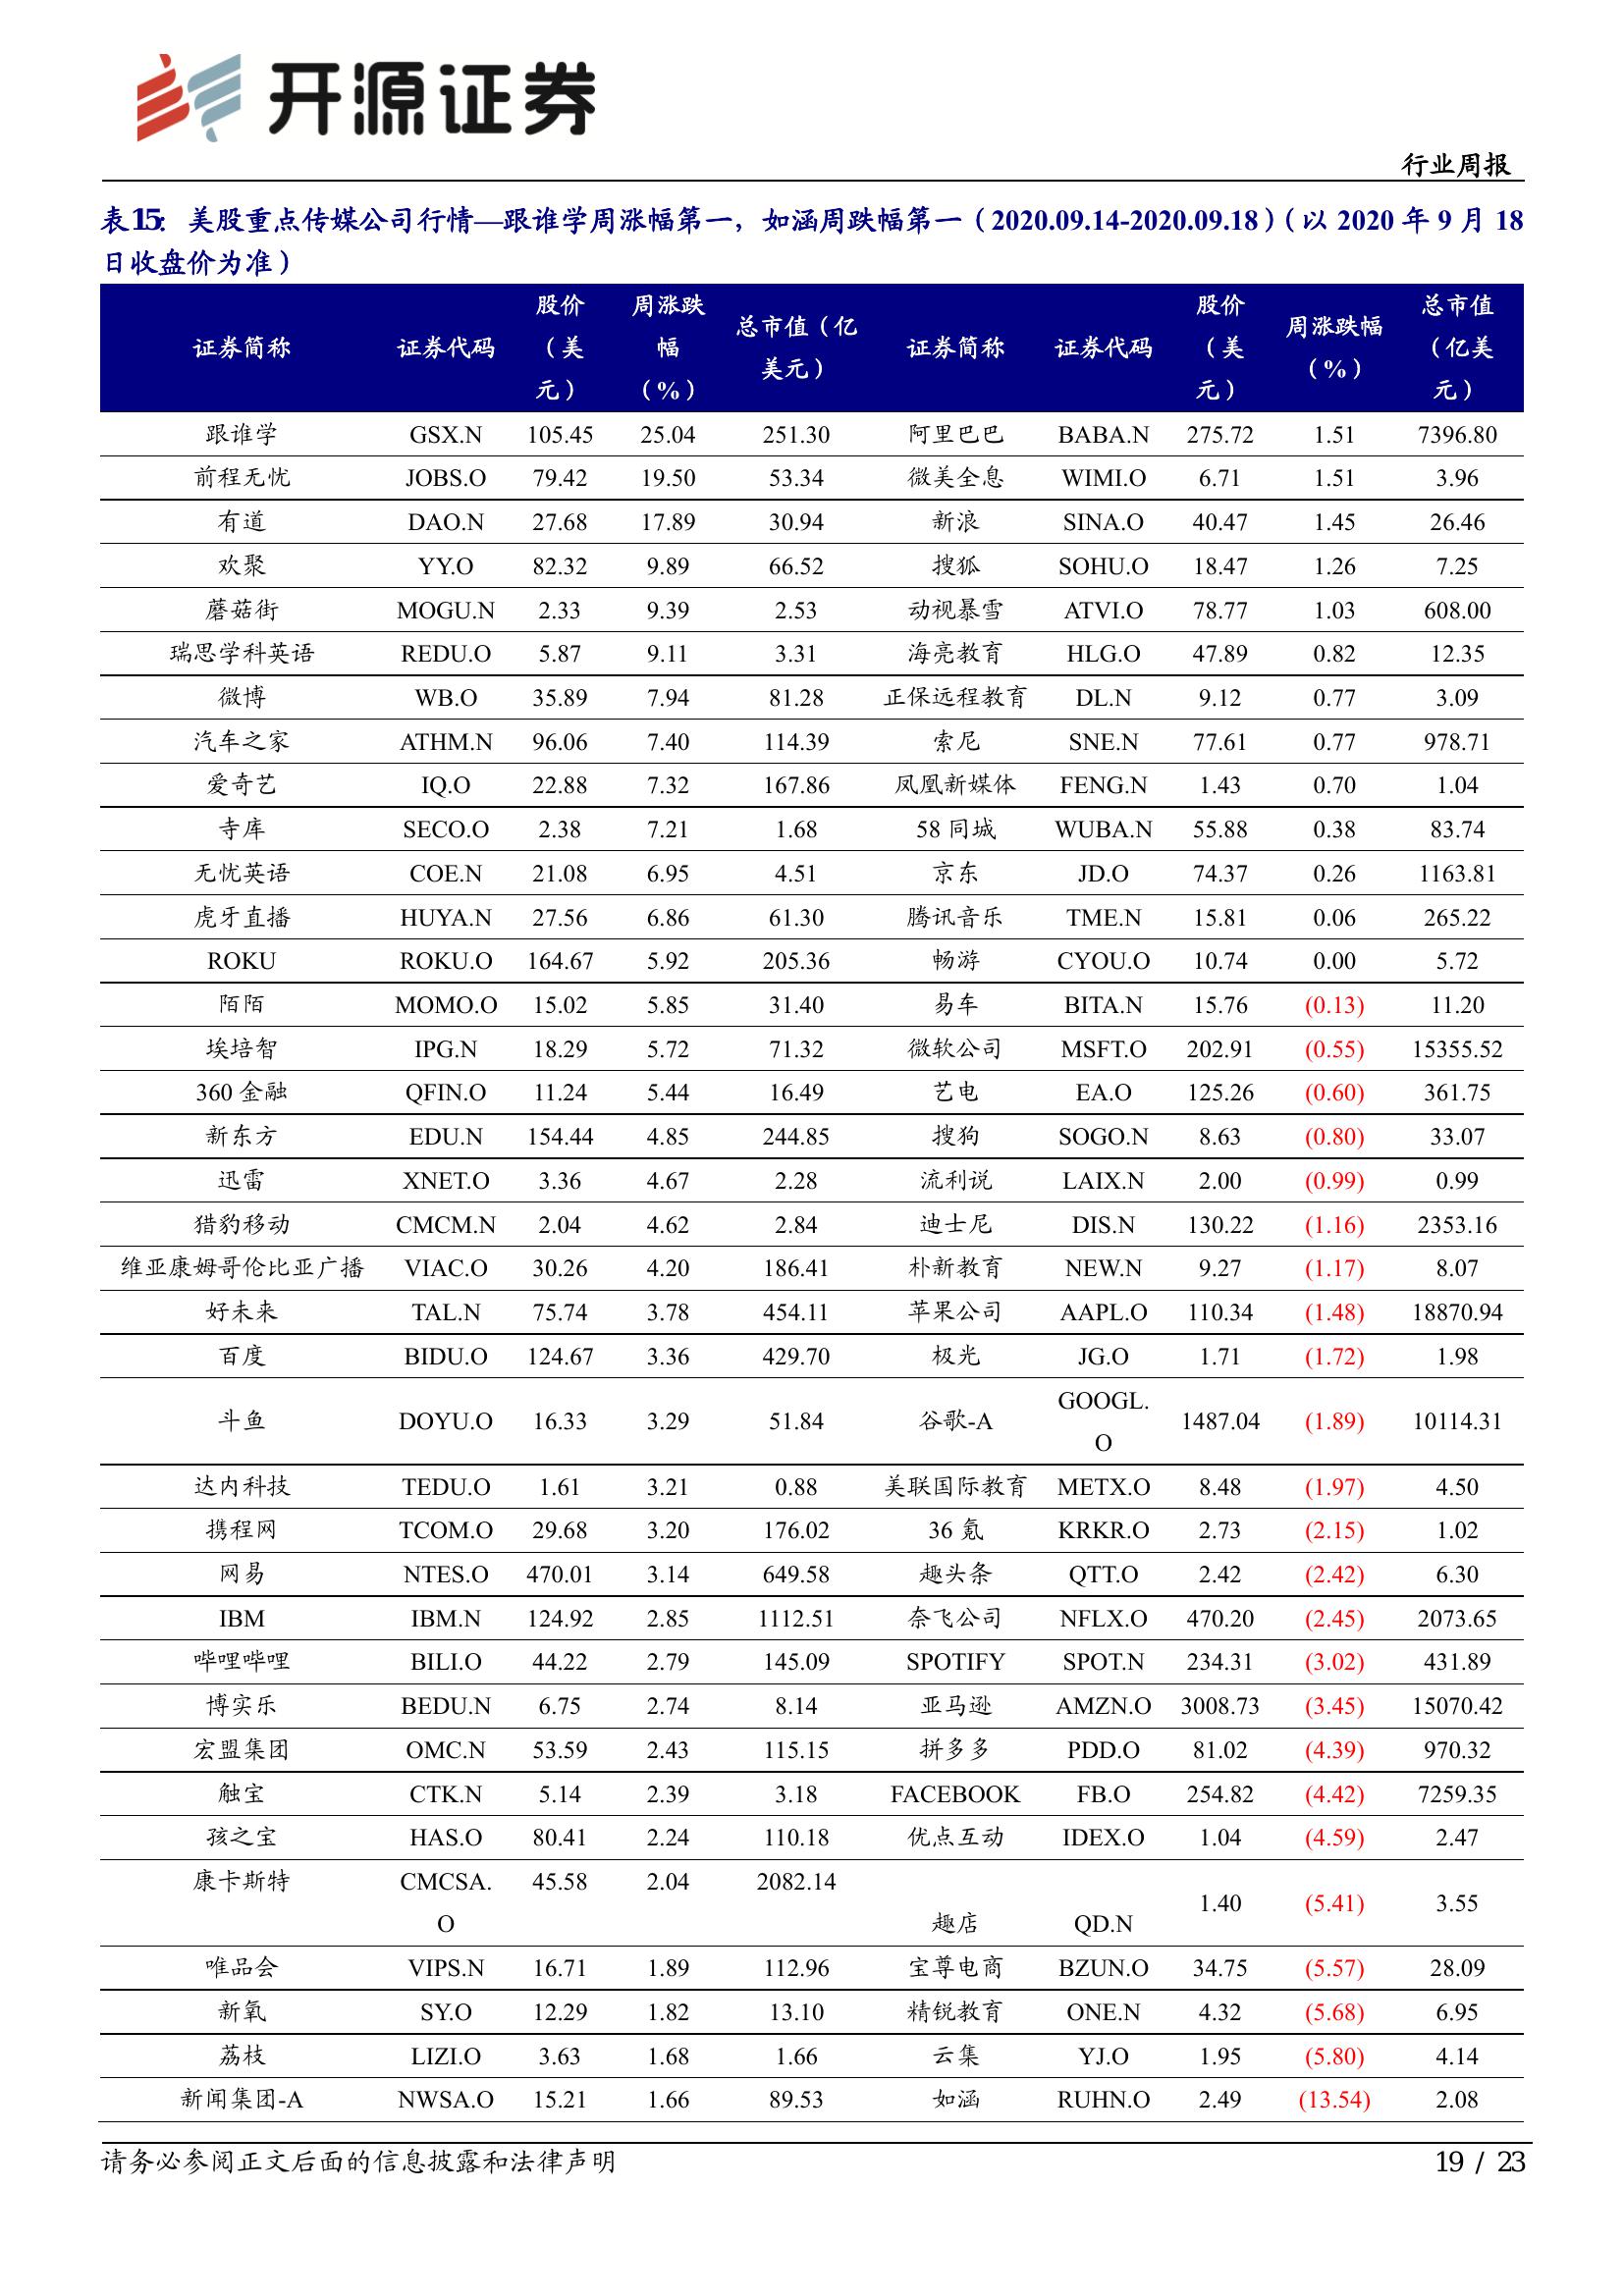 开源证券
行业周报
表15： 美股重点传媒公司行情—跟谁学周涨幅第一，如涵周跌幅第一（2020.09.14-2020.09.18）（以 2020 年 9 月 18
日收盘价为准）
证券简称 证券代码 股价（美元） 周涨跌幅（%） 总市值（亿美元） 证券简称 证券代码 股价（美元） 周涨跌幅（%） 总市值（亿美元）
跟谁学 GSX.N 105.45 25.04 251.30 阿里巴巴 BABA.N 275.72 1.51 7396.80
前程无忧 JOBS.O 79.42 19.50 53.34 微美全息 WIMI.O 6.71 1.51 3.96
有道 DAO.N 27.68 17.89 30.94 新浪 SINA.O 40.47 1.45 26.46
欢聚 YY.O 82.32 9.89 66.52 搜狐 SOHU.O 18.47 1.26 7.25
蘑菇街 MOGU.N 2.33 9.39 2.53 动视暴雪 ATVI.O 78.77 1.03 608.00
瑞思学科英语 REDU.O 5.87 9.11 3.31 海亮教育 HLG.O 47.89 0.82 12.35
微博 WB.O 35.89 7.94 81.28 正保远程教育 DL.N 9.12 0.77 3.09
汽车之家 ATHM.N 96.06 7.40 114.39 索尼 SNE.N 77.61 0.77 978.71
爱奇艺 IQ.O 22.88 7.32 167.86 凤凰新媒体 FENG.N 1.43 0.70 1.04
寺库 SECO.O 2.38 7.21 1.68 58 同城 WUBA.N 55.88 0.38 83.74
无忧英语 COE.N 21.08 6.95 4.51 京东 JD.O 74.37 0.26 1163.81
虎牙直播 HUYA.N 27.56 6.86 61.30 腾讯音乐 TME.N 15.81 0.06 265.22
ROKU ROKU.O 164.67 5.92 205.36 畅游 CYOU.O 10.74 0.00 5.72
陌陌 MOMO.O 15.02 5.85 31.40 易车 BITA.N 15.76 (0.13) 11.20
埃培智 IPG.N 18.29 5.72 71.32 微软公司 MSFT.O 202.91 (0.55) 15355.52
360 金融 QFIN.O 11.24 5.44 16.49 艺电 EA.O 125.26 (0.60) 361.75
新东方 EDU.N 154.44 4.85 244.85 搜狗 SOGO.N 8.63 (0.80) 33.07
迅雷 XNET.O 3.36 4.67 2.28 流利说 LAIX.N 2.00 (0.99) 0.99
猎豹移动 CMCM.N 2.04 4.62 2.84 迪士尼 DIS.N 130.22 (1.16) 2353.16
维亚康姆哥伦比亚广播 VIAC.O 30.26 4.20 186.41 朴新教育 NEW.N 9.27 (1.17) 8.07
好未来 TAL.N 75.74 3.78 454.11 苹果公司 AAPL.O 110.34 (1.48) 18870.94
百度 BIDU.O 124.67 3.36 429.70 极光 JG.O 1.71 (1.72) 1.98
斗鱼 DOYU.O 16.33 3.29 51.84 谷歌-A GOOGL.O 1487.04 (1.89) 10114.31
达内科技 TEDU.O 1.61 3.21 0.88 美联国际教育 METX.O 8.48 (1.97) 4.50
携程网 TCOM.O 29.68 3.20 176.02 36 氪 KRKR.O 2.73 (2.15) 1.02
网易 NTES.O 470.01 3.14 649.58 趣头条 QTT.O 2.42 (2.42) 6.30
IBM IBM.N 124.92 2.85 1112.51 奈飞公司 NFLX.O 470.20 (2.45) 2073.65
哔哩哔哩 BILI.O 44.22 2.79 145.09 SPOTIFY SPOT.N 234.31 (3.02) 431.89
博实乐 BEDU.N 6.75 2.74 8.14 亚马逊 AMZN.O 3008.73 (3.45) 15070.42
宏盟集团 OMC.N 53.59 2.43 115.15 拼多多 PDD.O 81.02 (4.39) 970.32
触宝 CTK.N 5.14 2.39 3.18 FACEBOOK FB.O 254.82 (4.42) 7259.35
孩之宝 HAS.O 80.41 2.24 110.18 优点互动 IDEX.O 1.04 (4.59) 2.47
康卡斯特 CMCSA.O 45.58 2.04 2082.14 趣店 QD.N 1.40 (5.41) 3.55
唯品会 VIPS.N 16.71 1.89 112.96 宝尊电商 BZUN.O 34.75 (5.57) 28.09
新氧 SY.O 12.29 1.82 13.10 精锐教育 ONE.N 4.32 (5.68) 6.95
荔枝 LIZI.O 3.63 1.68 1.66 云集 YJ.O 1.95 (5.80) 4.14
新闻集团-A NWSA.O 15.21 1.66 89.53 如涵 RUHN.O 2.49 (13.54) 2.08
请务必参阅正文后面的信息披露和法律声明
19 / 23